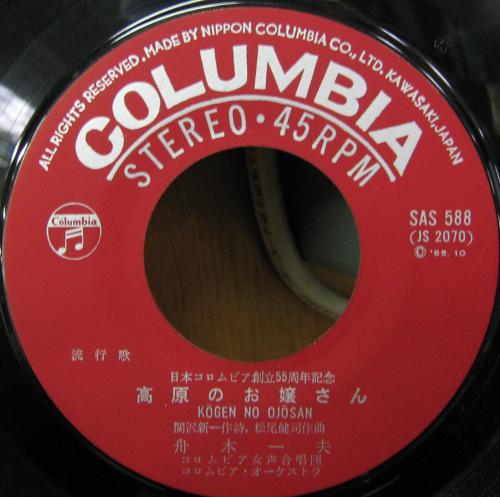 ALL RIGHTS RESERVED. MADE BY NIPPON COLUMBIA CO., LTD. KAWASAKI, JAPAN
COLUMBIA
STEREO・45RPM
Columbia
SAS 588
(JS 2070)
© '65.10
流行歌
日本コロムビア創立55周年記念
高原のお嬢さん
KŌGEN NO OJŌSAN
関沢新一作詩, 松尾健司作曲
舟木一夫
コロムビア女声合唱団
コロムビア・オーケストラ